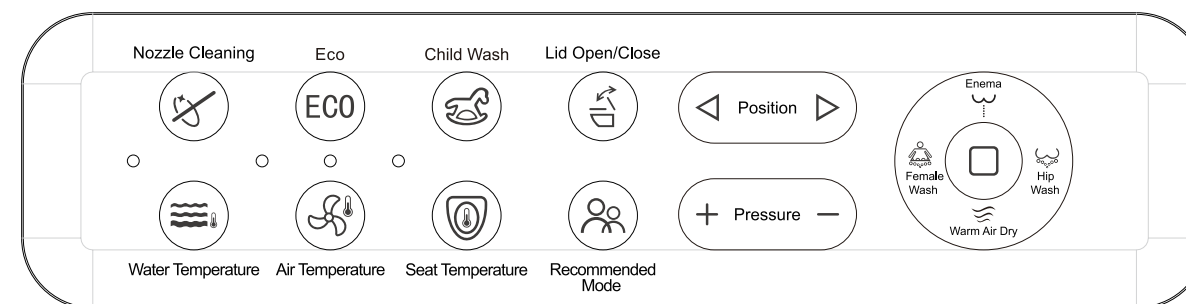 Nozzle Cleaning
Eco
Child Wash
Lid Open/Close
ECO
Position
Enema
Female
Wash
Hip
Wash
Pressure
Warm Air Dry
Water Temperature
Air Temperature
Seat Temperature
Recommended
Mode